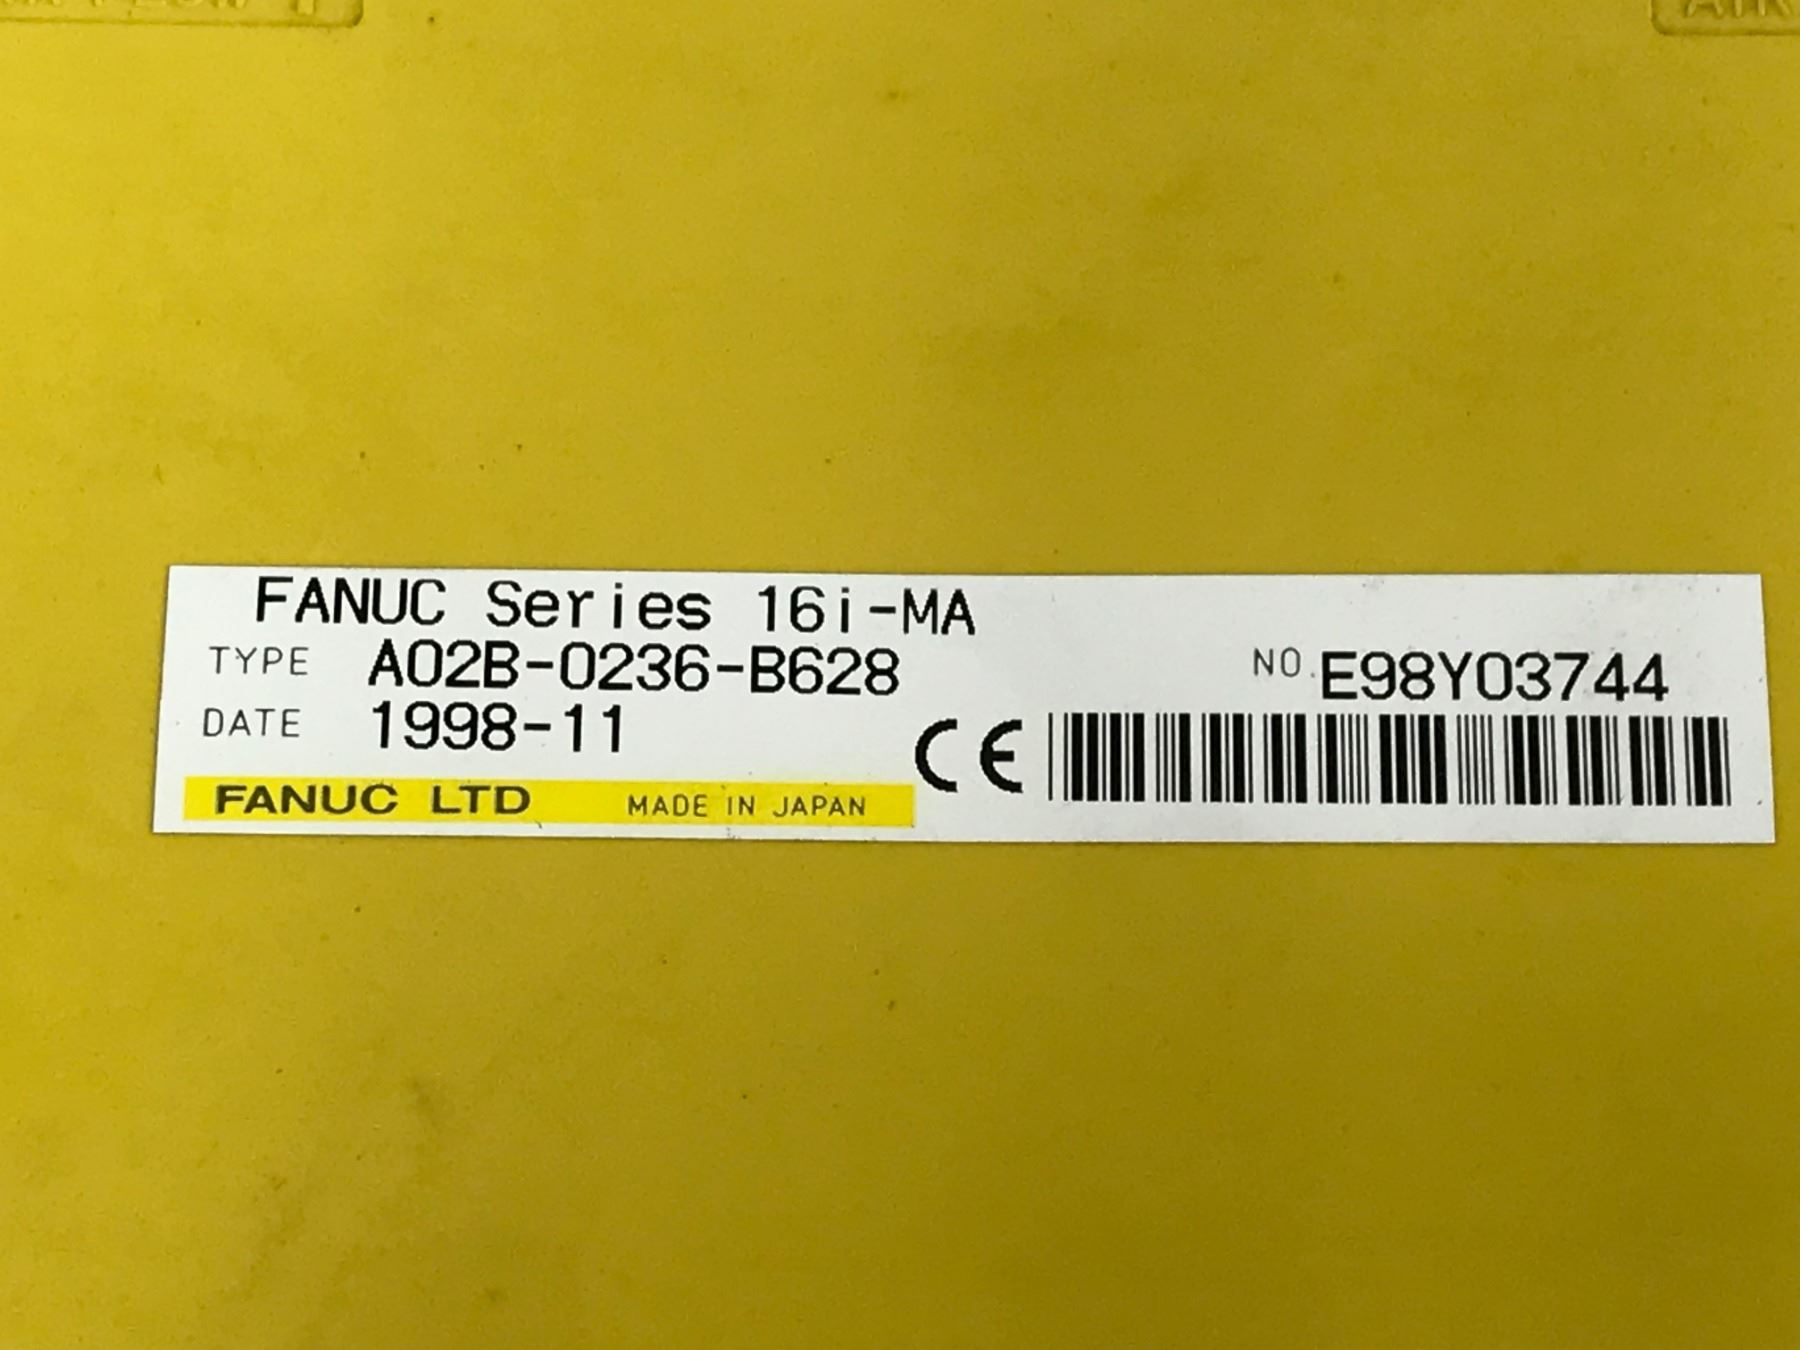 FANUC Series 16i-MA
TYPE A02B-0236-B628
NO. E98Y03744
DATE 1998-11
CE
FANUC LTD MADE IN JAPAN